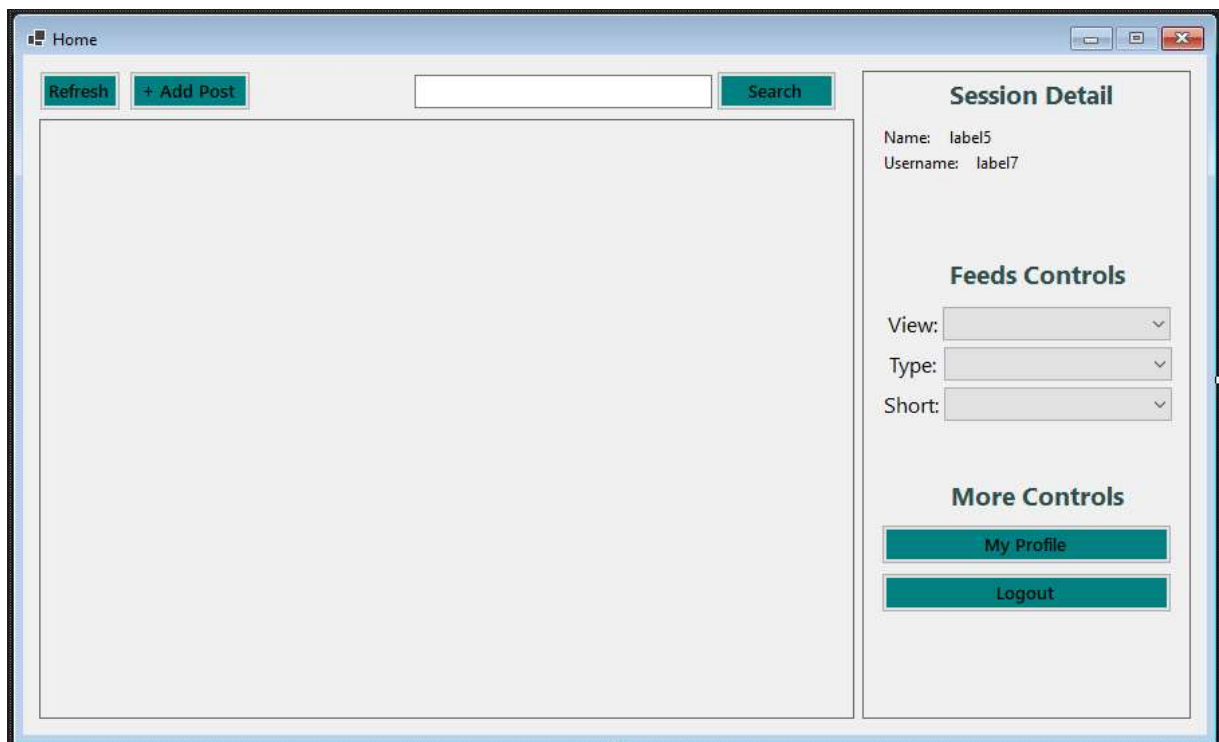 Home
Refresh + Add Post Search
Session Detail
Name: label5
Username: label7
Feeds Controls
View:
Type:
Short:
More Controls
My Profile
Logout